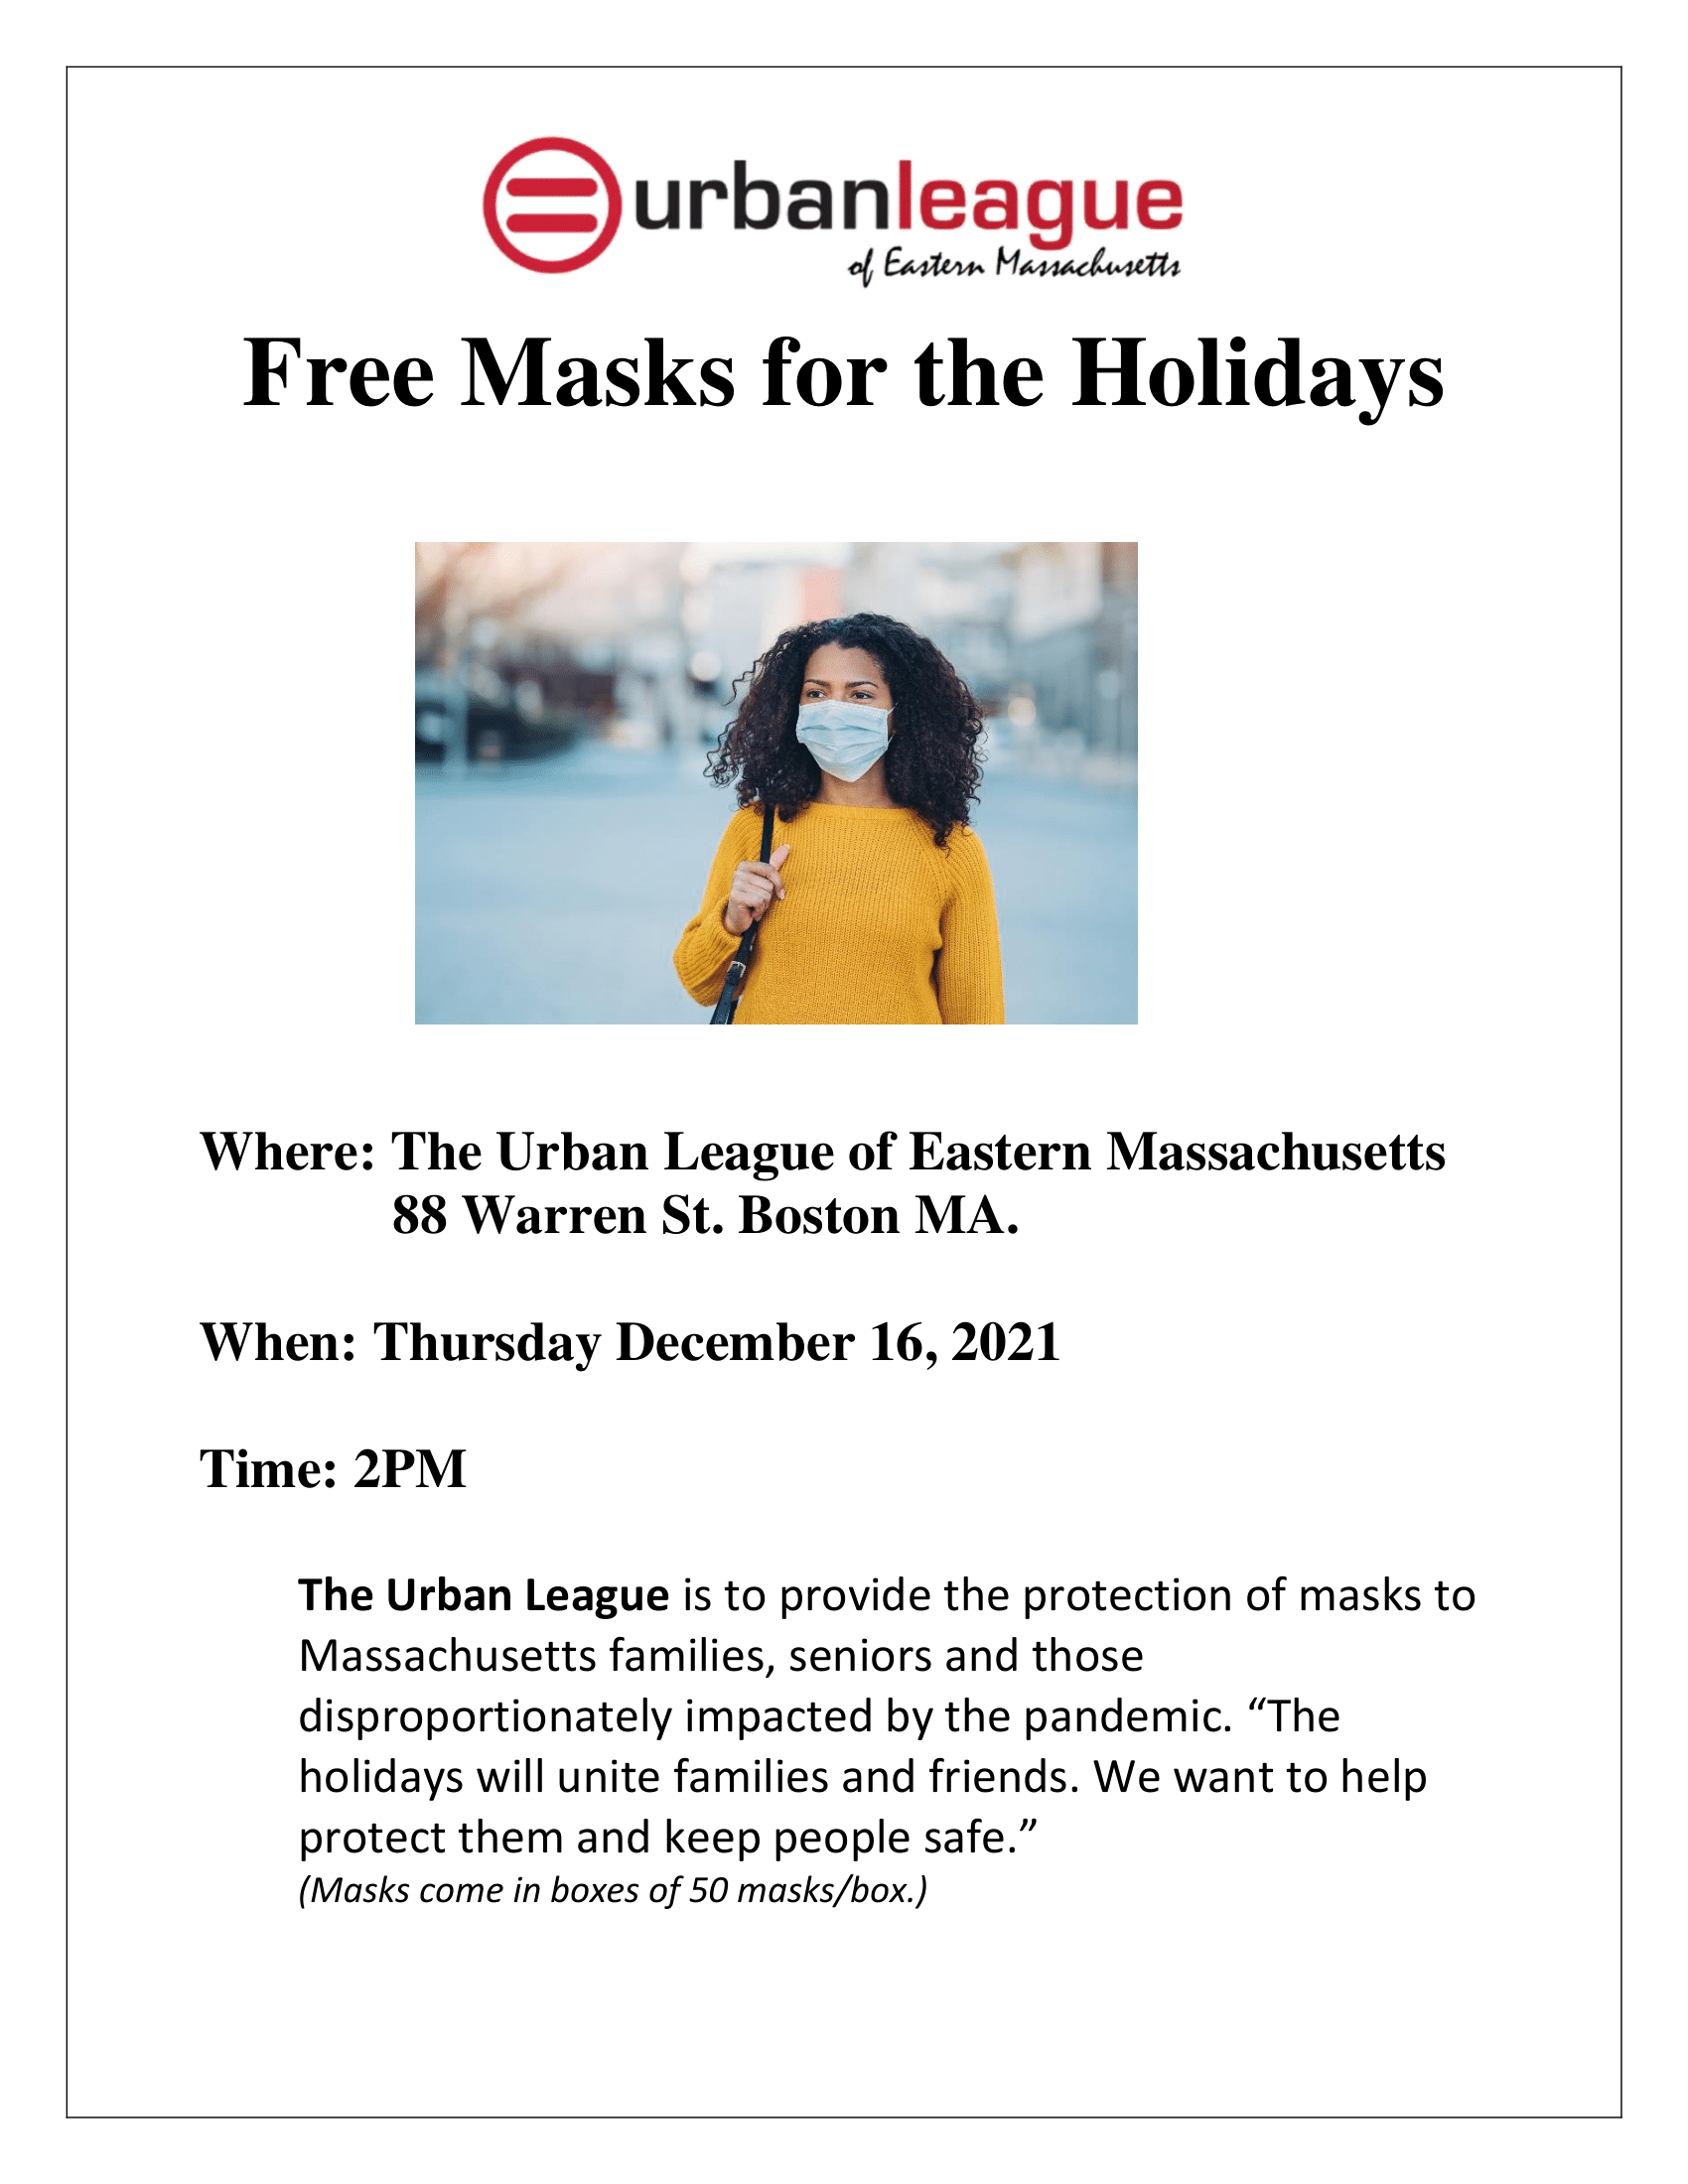 urbanleague
of Eastern Massachusetts
Free Masks for the Holidays
Where: The Urban League of Eastern Massachusetts
88 Warren St. Boston MA.
When: Thursday December 16, 2021
Time: 2PM
The Urban League is to provide the protection of masks to
Massachusetts families, seniors and those
disproportionately impacted by the pandemic. “The
holidays will unite families and friends. We want to help
protect them and keep people safe.”
(Masks come in boxes of 50 masks/box.)